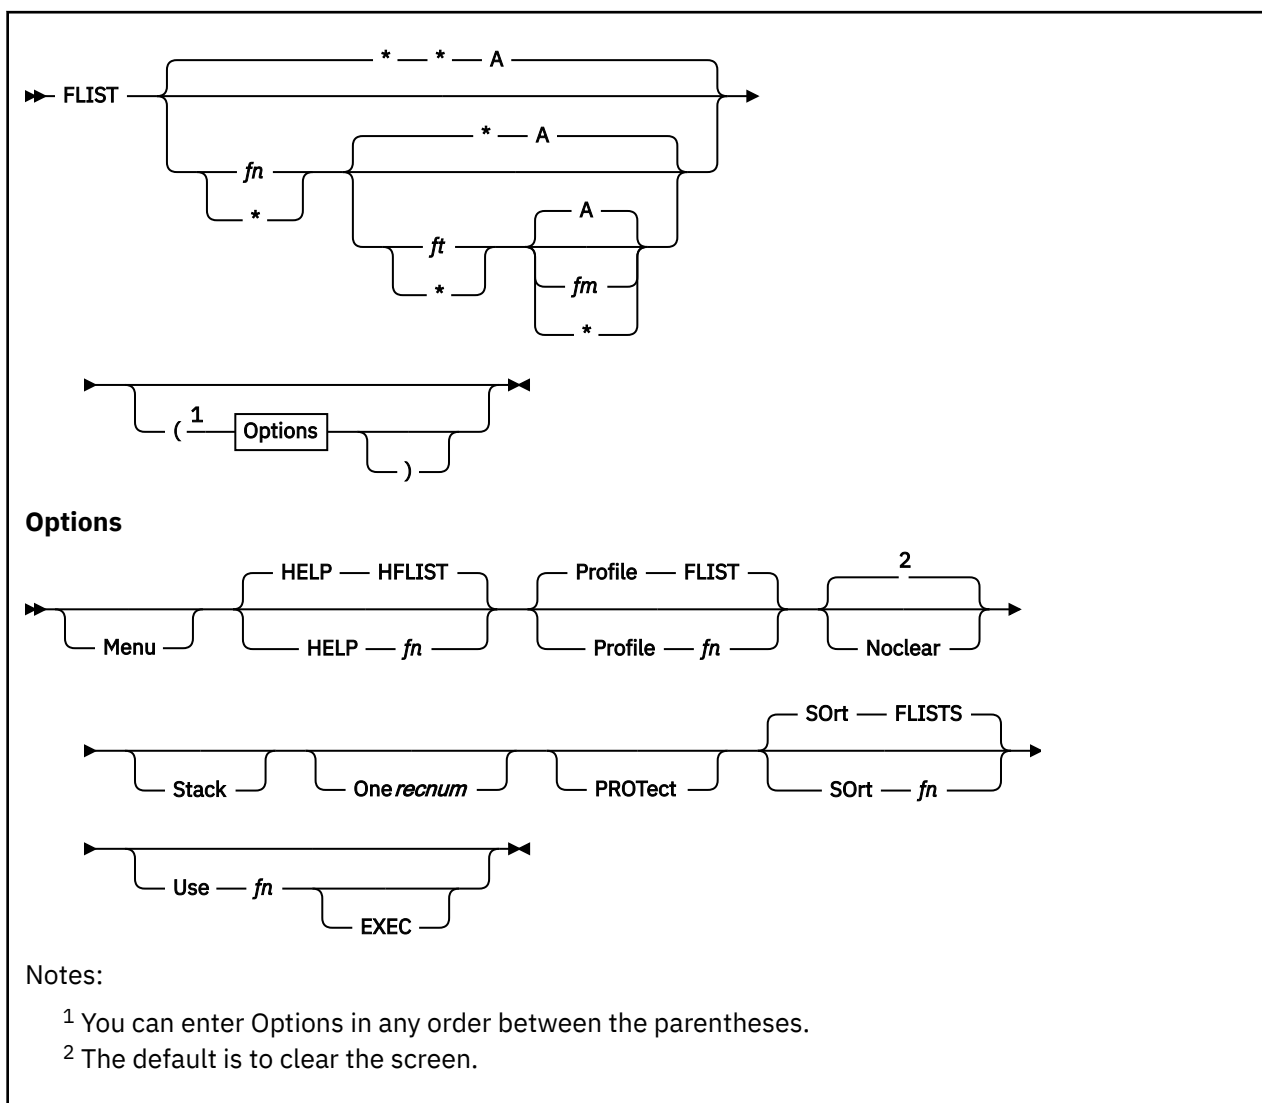 * * A
FLIST
* A
fn
*
A
ft
*
fm
*
( 1 Options
)
Options
2
HELP HFLIST Profile FLIST
Menu HELP fn Profile fn Noclear
SOrt FLISTS
Stack One recnum PROTect SOrt fn
Use fn
EXEC
Notes:
1 You can enter Options in any order between the parentheses.
2 The default is to clear the screen.